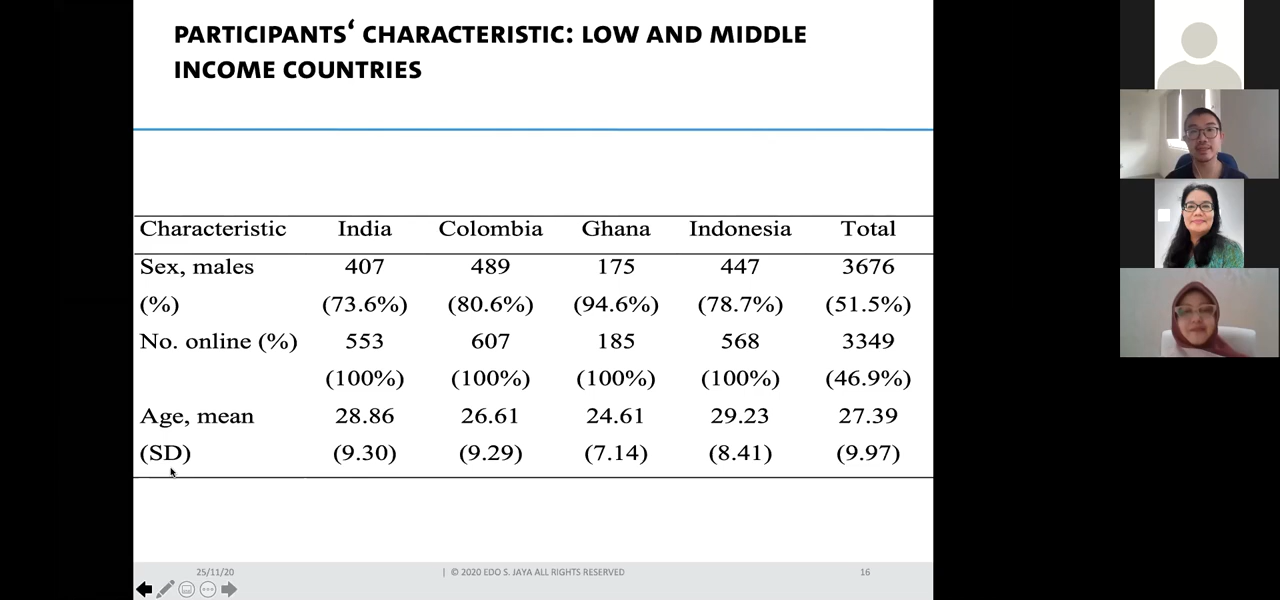 PARTICIPANTS‘ CHARACTERISTIC: LOW AND MIDDLE
INCOME COUNTRIES
Characteristic India Colombia Ghana Indonesia Total
Sex, males 407 489 175 447 3676
(%) (73.6%) (80.6%) (94.6%) (78.7%) (51.5%)
No. online (%) 553 607 185 568 3349
(100%) (100%) (100%) (100%) (46.9%)
Age, mean 28.86 26.61 24.61 29.23 27.39
(SD) (9.30) (9.29) (7.14) (8.41) (9.97)
25/11/20 | © 2020 EDO S. JAYA ALL RIGHTS RESERVED 16